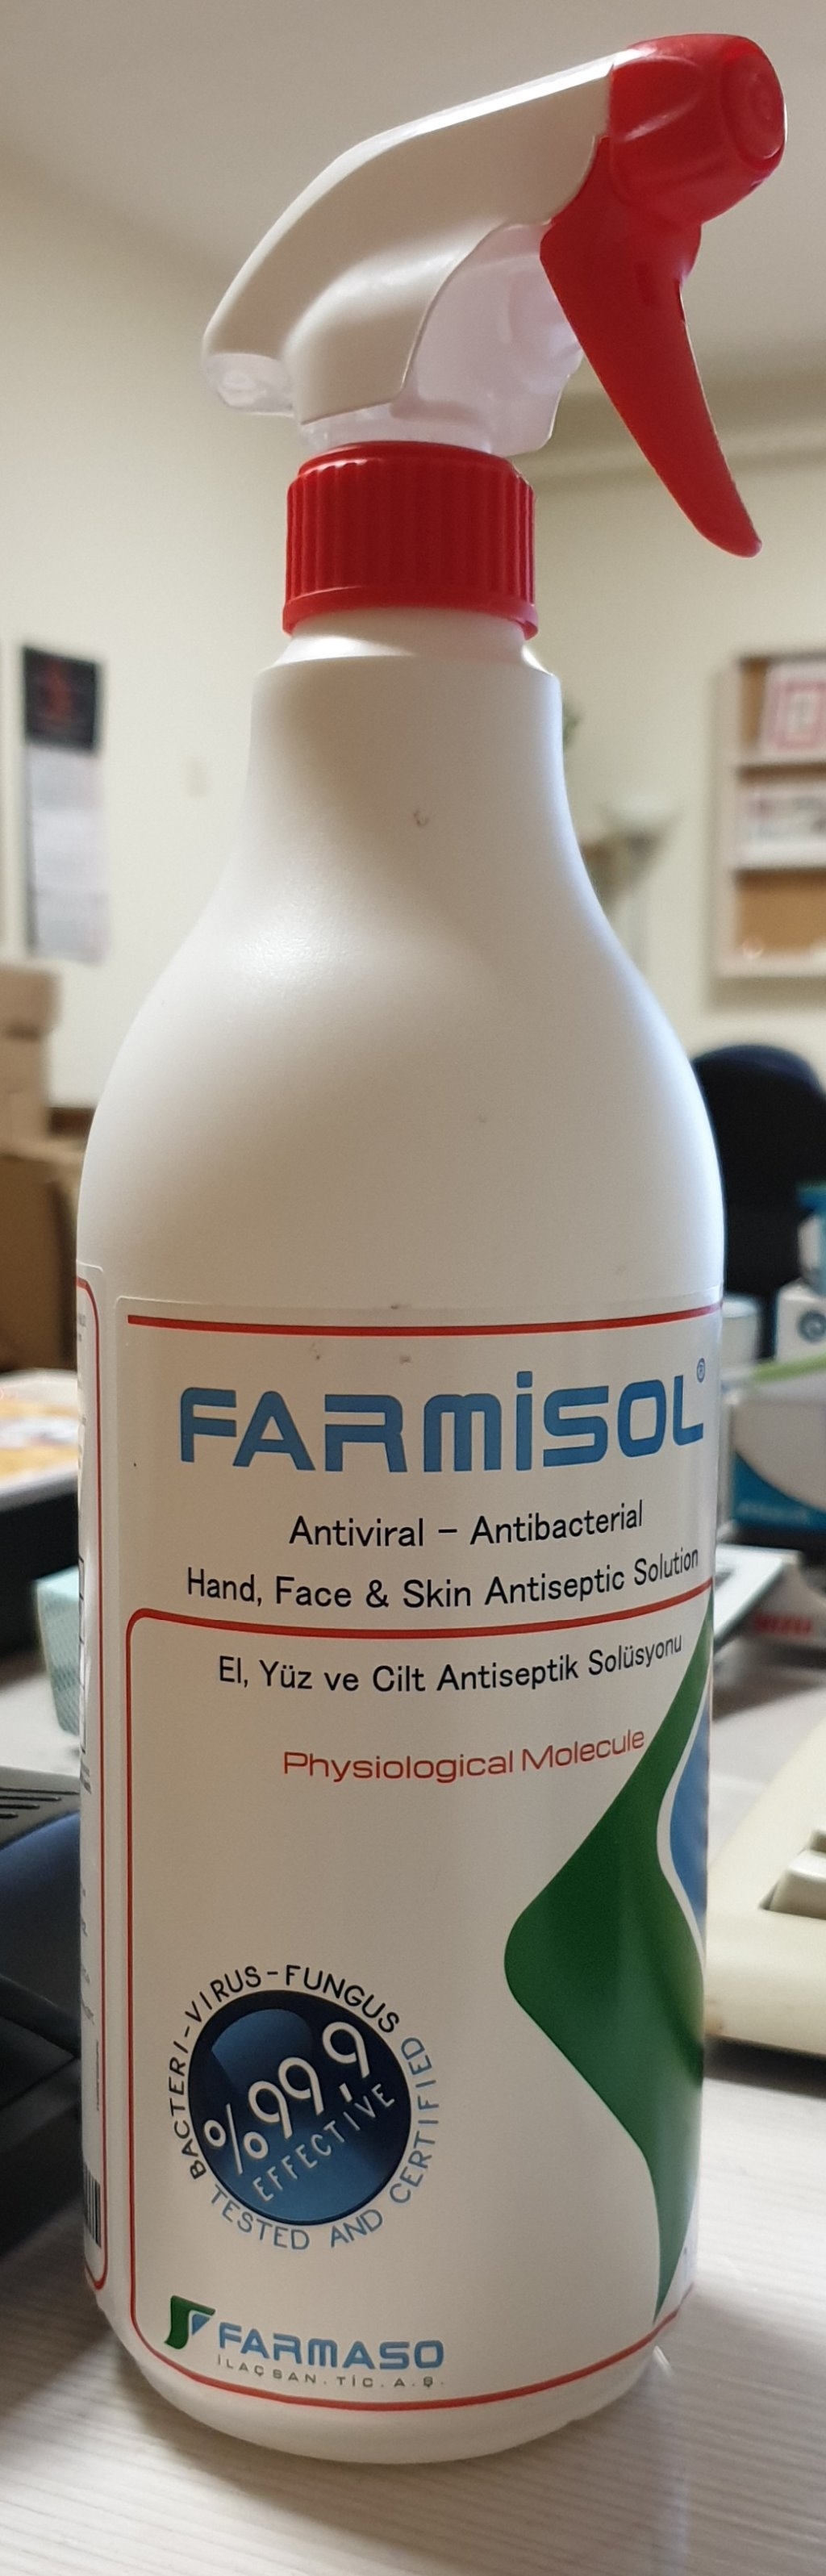 FARMiSOL®
Antiviral – Antibacterial
Hand, Face & Skin Antiseptic Solution
El, Yüz ve Cilt Antiseptik Solüsyonu
Physiological Molecule
BACTERI-VIRUS-FUNGUS
%99,9
EFFECTIVE
TESTED AND CERTIFIED
FARMASO
İLAÇ SAN. TİC. A.Ş.